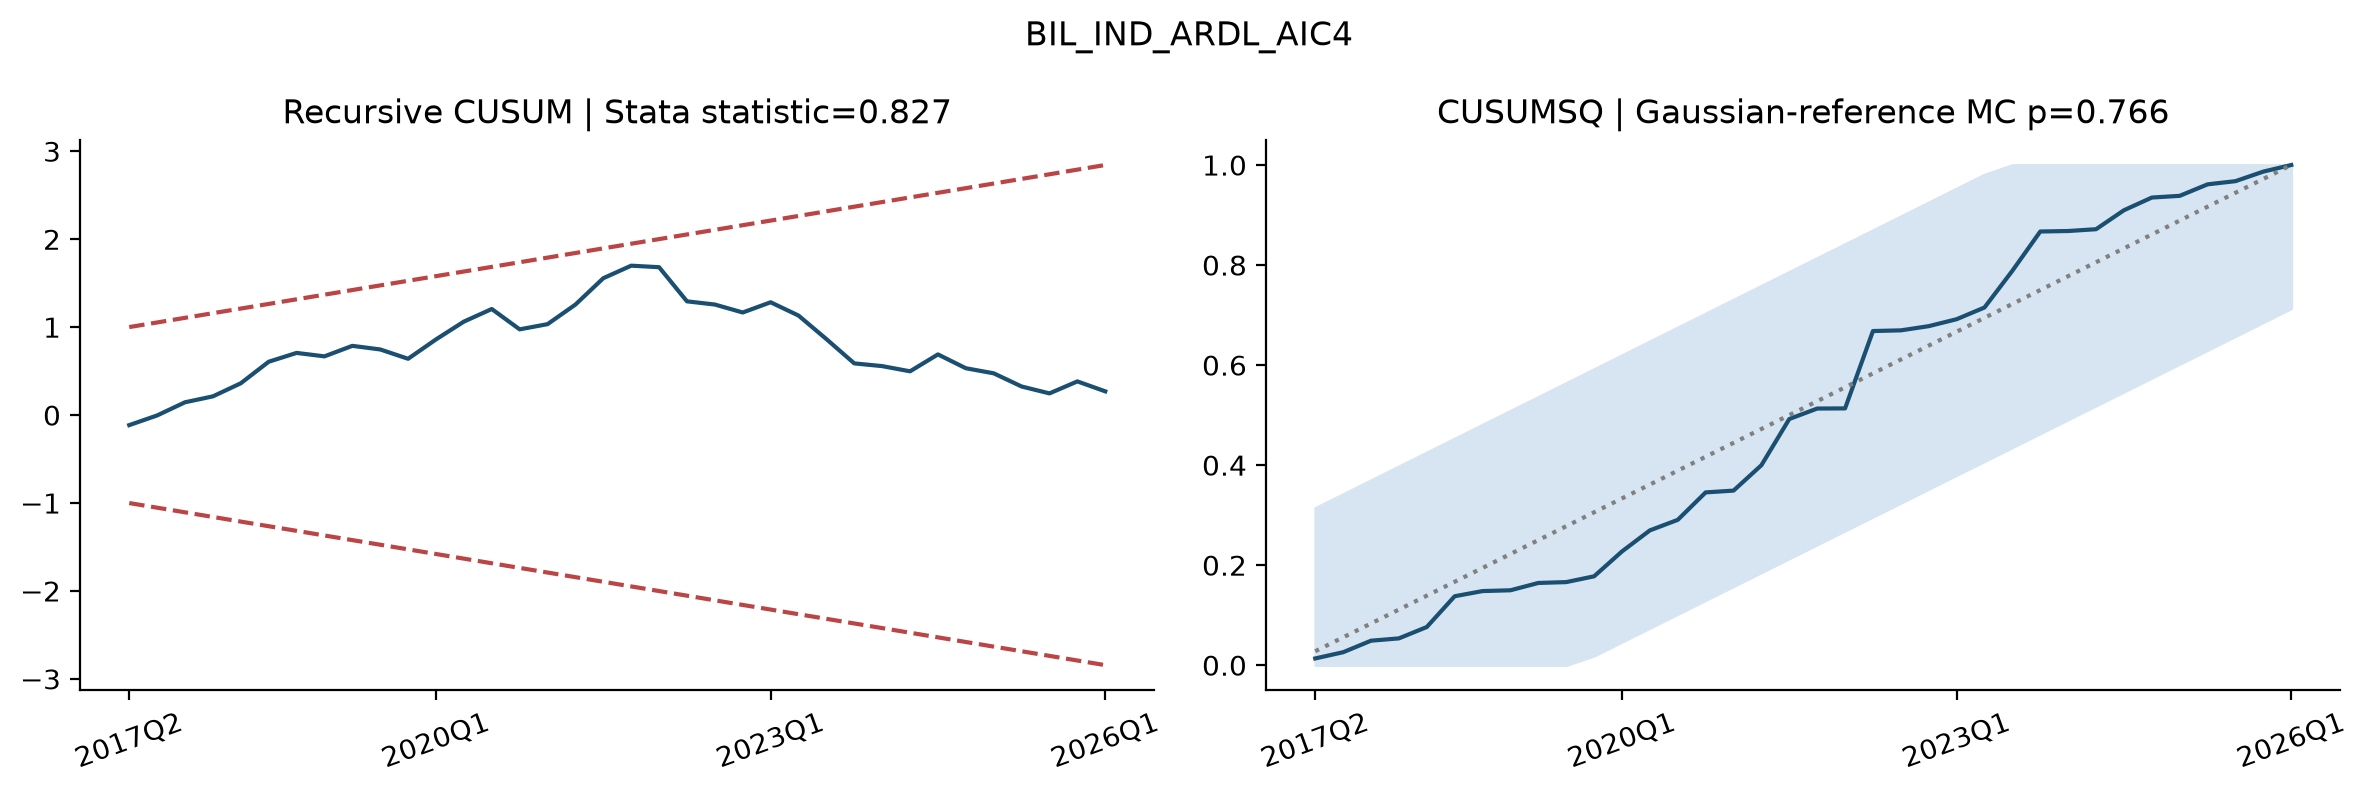 BIL_IND_ARDL_AIC4
Recursive CUSUM | Stata statistic=0.827
3
2
1
0
−1
−2
−3
2017Q2
2020Q1
2023Q1
2026Q1
CUSUMSQ | Gaussian-reference MC p=0.766
1.0
0.8
0.6
0.4
0.2
0.0
2017Q2
2020Q1
2023Q1
2026Q1